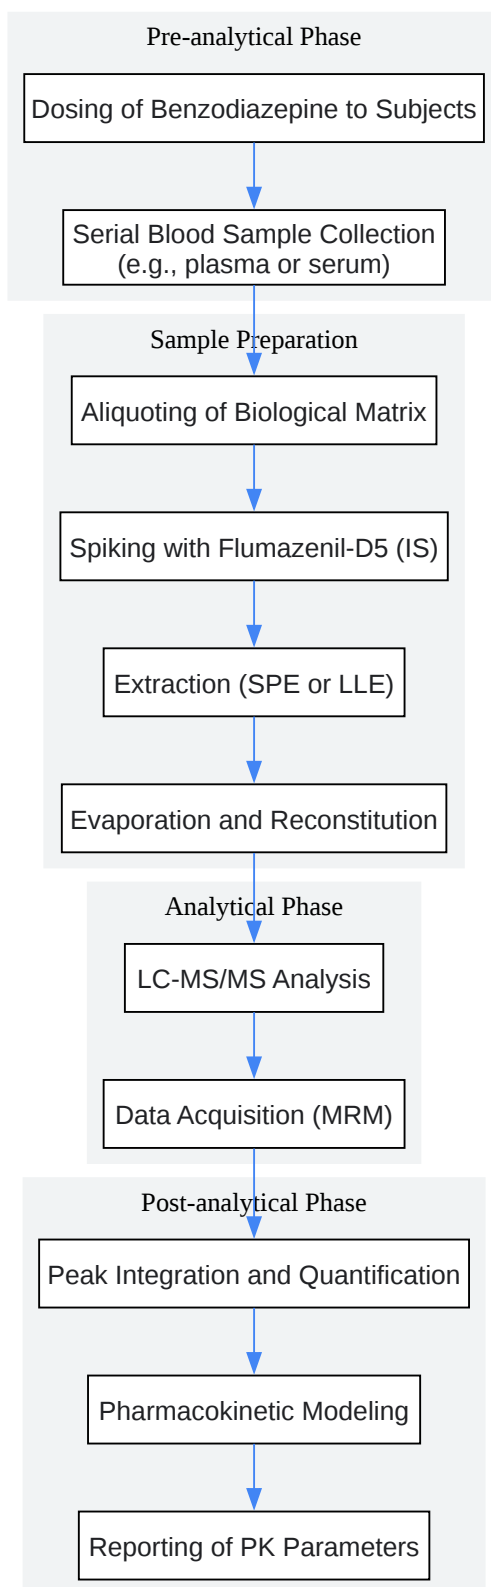 Pre-analytical Phase
Dosing of Benzodiazepine to Subjects
Serial Blood Sample Collection
(e.g., plasma or serum)
Sample Preparation
Aliquoting of Biological Matrix
Spiking with Flumazenil-D5 (IS)
Extraction (SPE or LLE)
Evaporation and Reconstitution
Analytical Phase
LC-MS/MS Analysis
Data Acquisition (MRM)
Post-analytical Phase
Peak Integration and Quantification
Pharmacokinetic Modeling
Reporting of PK Parameters